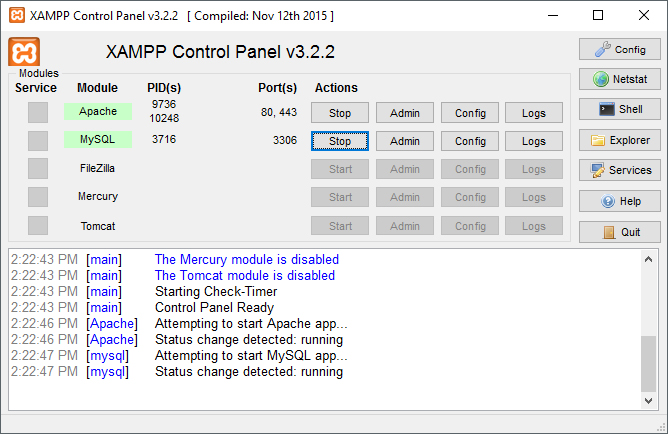 XAMPP Control Panel v3.2.2 [ Compiled: Nov 12th 2015 ]
XAMPP Control Panel v3.2.2
Config
Modules
Service Module PID(s) Port(s) Actions
Netstat
Apache 9736 10248 80, 443 Stop Admin Config Logs
Shell
MySQL 3716 3306 Stop Admin Config Logs
Explorer
FileZilla Start Admin Config Logs
Services
Mercury Start Admin Config Logs
Help
Tomcat Start Admin Config Logs
Quit
2:22:43 PM [main] The Mercury module is disabled
2:22:43 PM [main] The Tomcat module is disabled
2:22:43 PM [main] Starting Check-Timer
2:22:43 PM [main] Control Panel Ready
2:22:46 PM [Apache] Attempting to start Apache app...
2:22:46 PM [Apache] Status change detected: running
2:22:47 PM [mysql] Attempting to start MySQL app...
2:22:47 PM [mysql] Status change detected: running